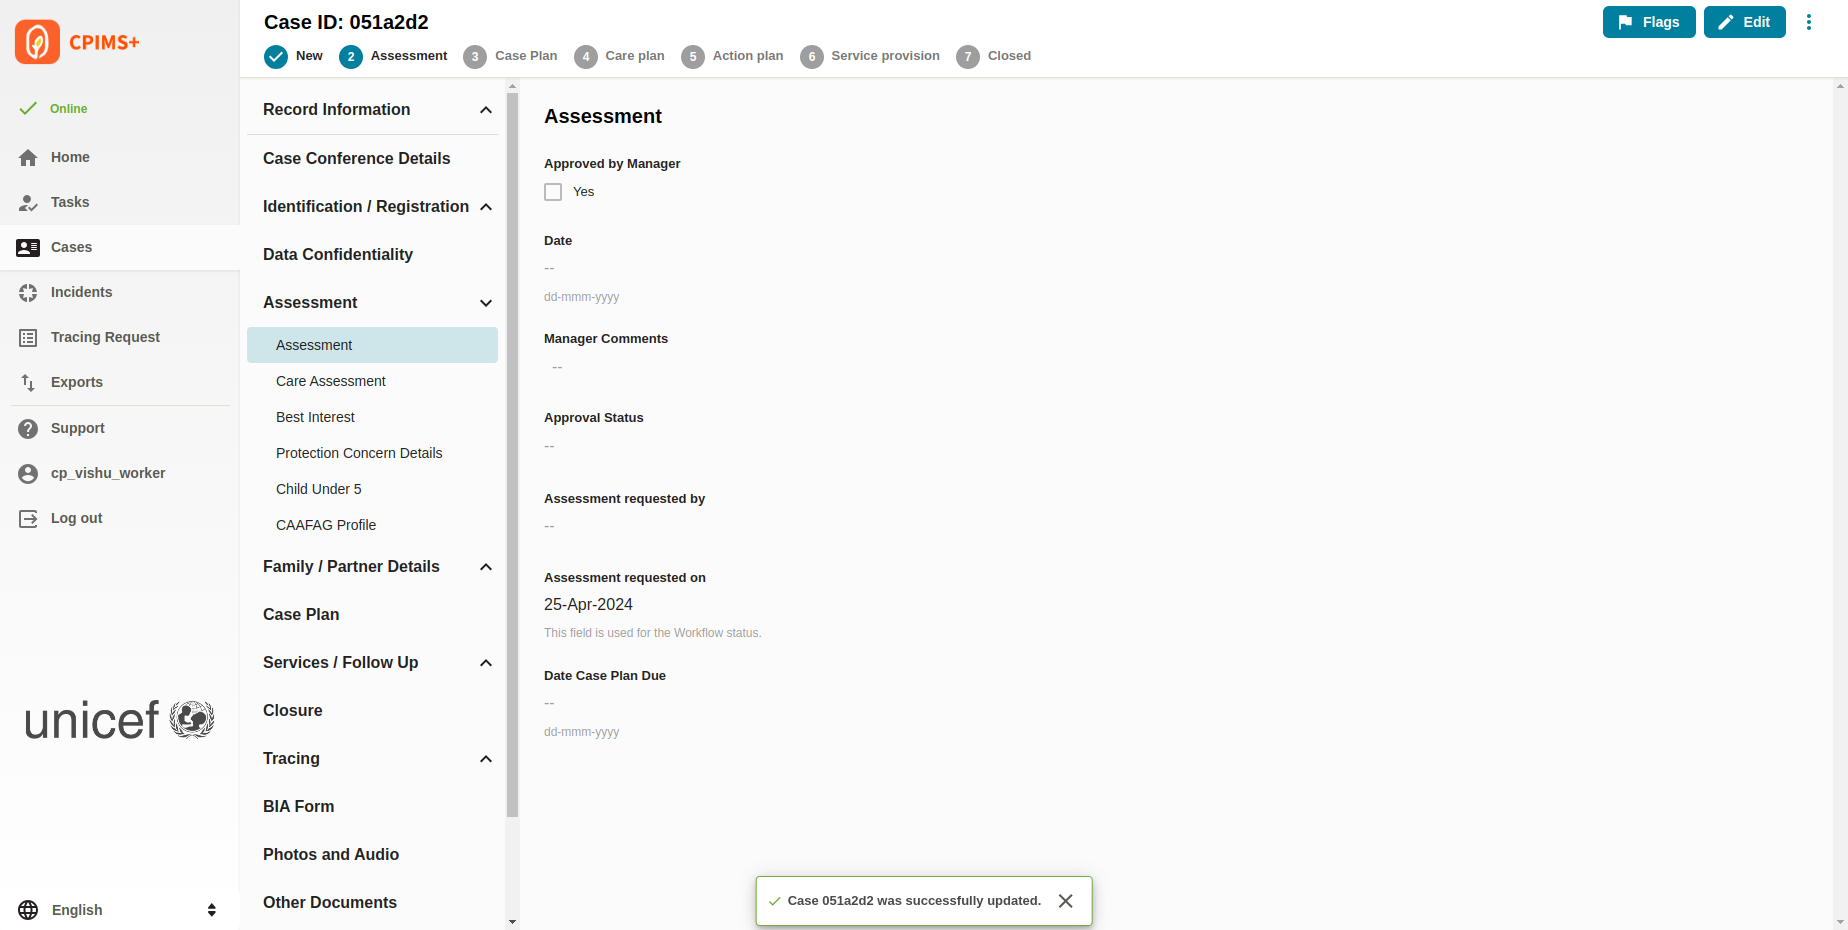 CPIMS+
Online
Home
Tasks
Cases
Incidents
Tracing Request
Exports
Support
cp_vishu_worker
Log out
unicef
English
Case ID: 051a2d2
Flags
Edit
New
2 Assessment
3 Case Plan
4 Care plan
5 Action plan
6 Service provision
7 Closed
Record Information
Case Conference Details
Identification / Registration
Data Confidentiality
Assessment
Assessment
Care Assessment
Best Interest
Protection Concern Details
Child Under 5
CAAFAG Profile
Family / Partner Details
Case Plan
Services / Follow Up
Closure
Tracing
BIA Form
Photos and Audio
Other Documents
Assessment
Approved by Manager
Yes
Date
--
dd-mmm-yyyy
Manager Comments
--
Approval Status
--
Assessment requested by
--
Assessment requested on
25-Apr-2024
This field is used for the Workflow status.
Date Case Plan Due
--
dd-mmm-yyyy
Case 051a2d2 was successfully updated.